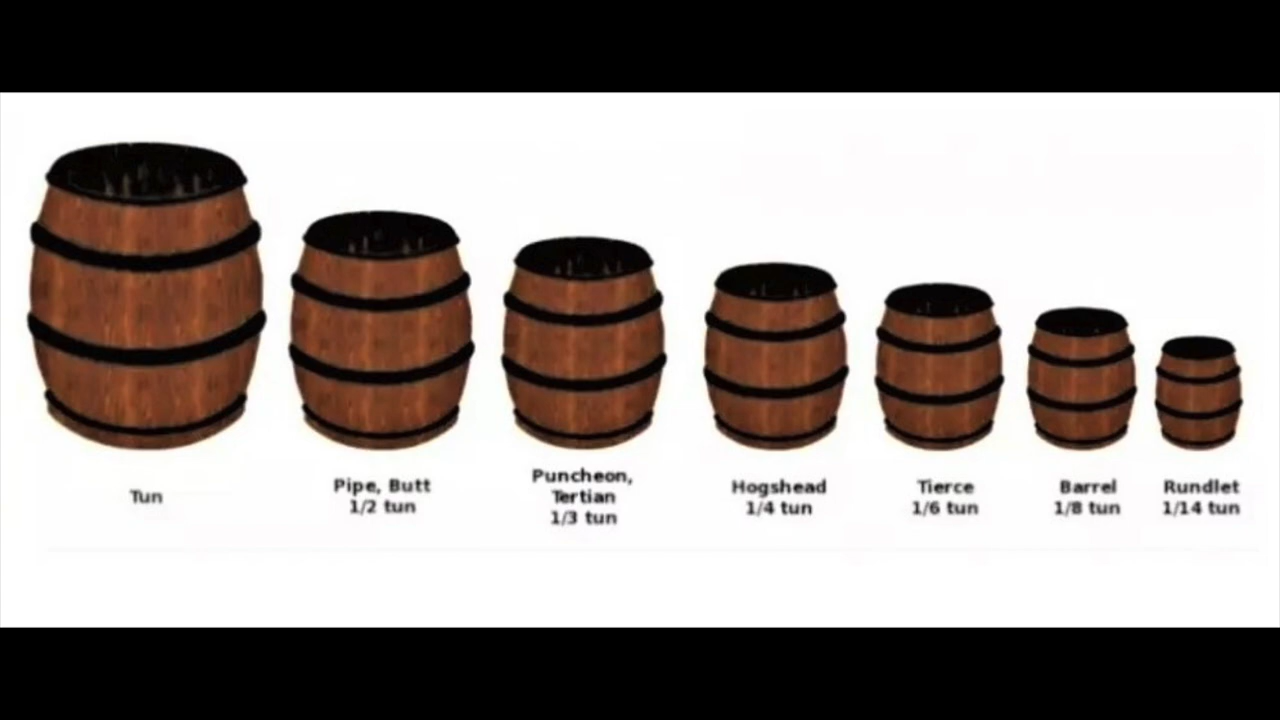 Tun
Pipe, Butt
1/2 tun
Puncheon,
Tertian
1/3 tun
Hogshead
1/4 tun
Tierce
1/6 tun
Barrel
1/8 tun
Rundlet
1/14 tun